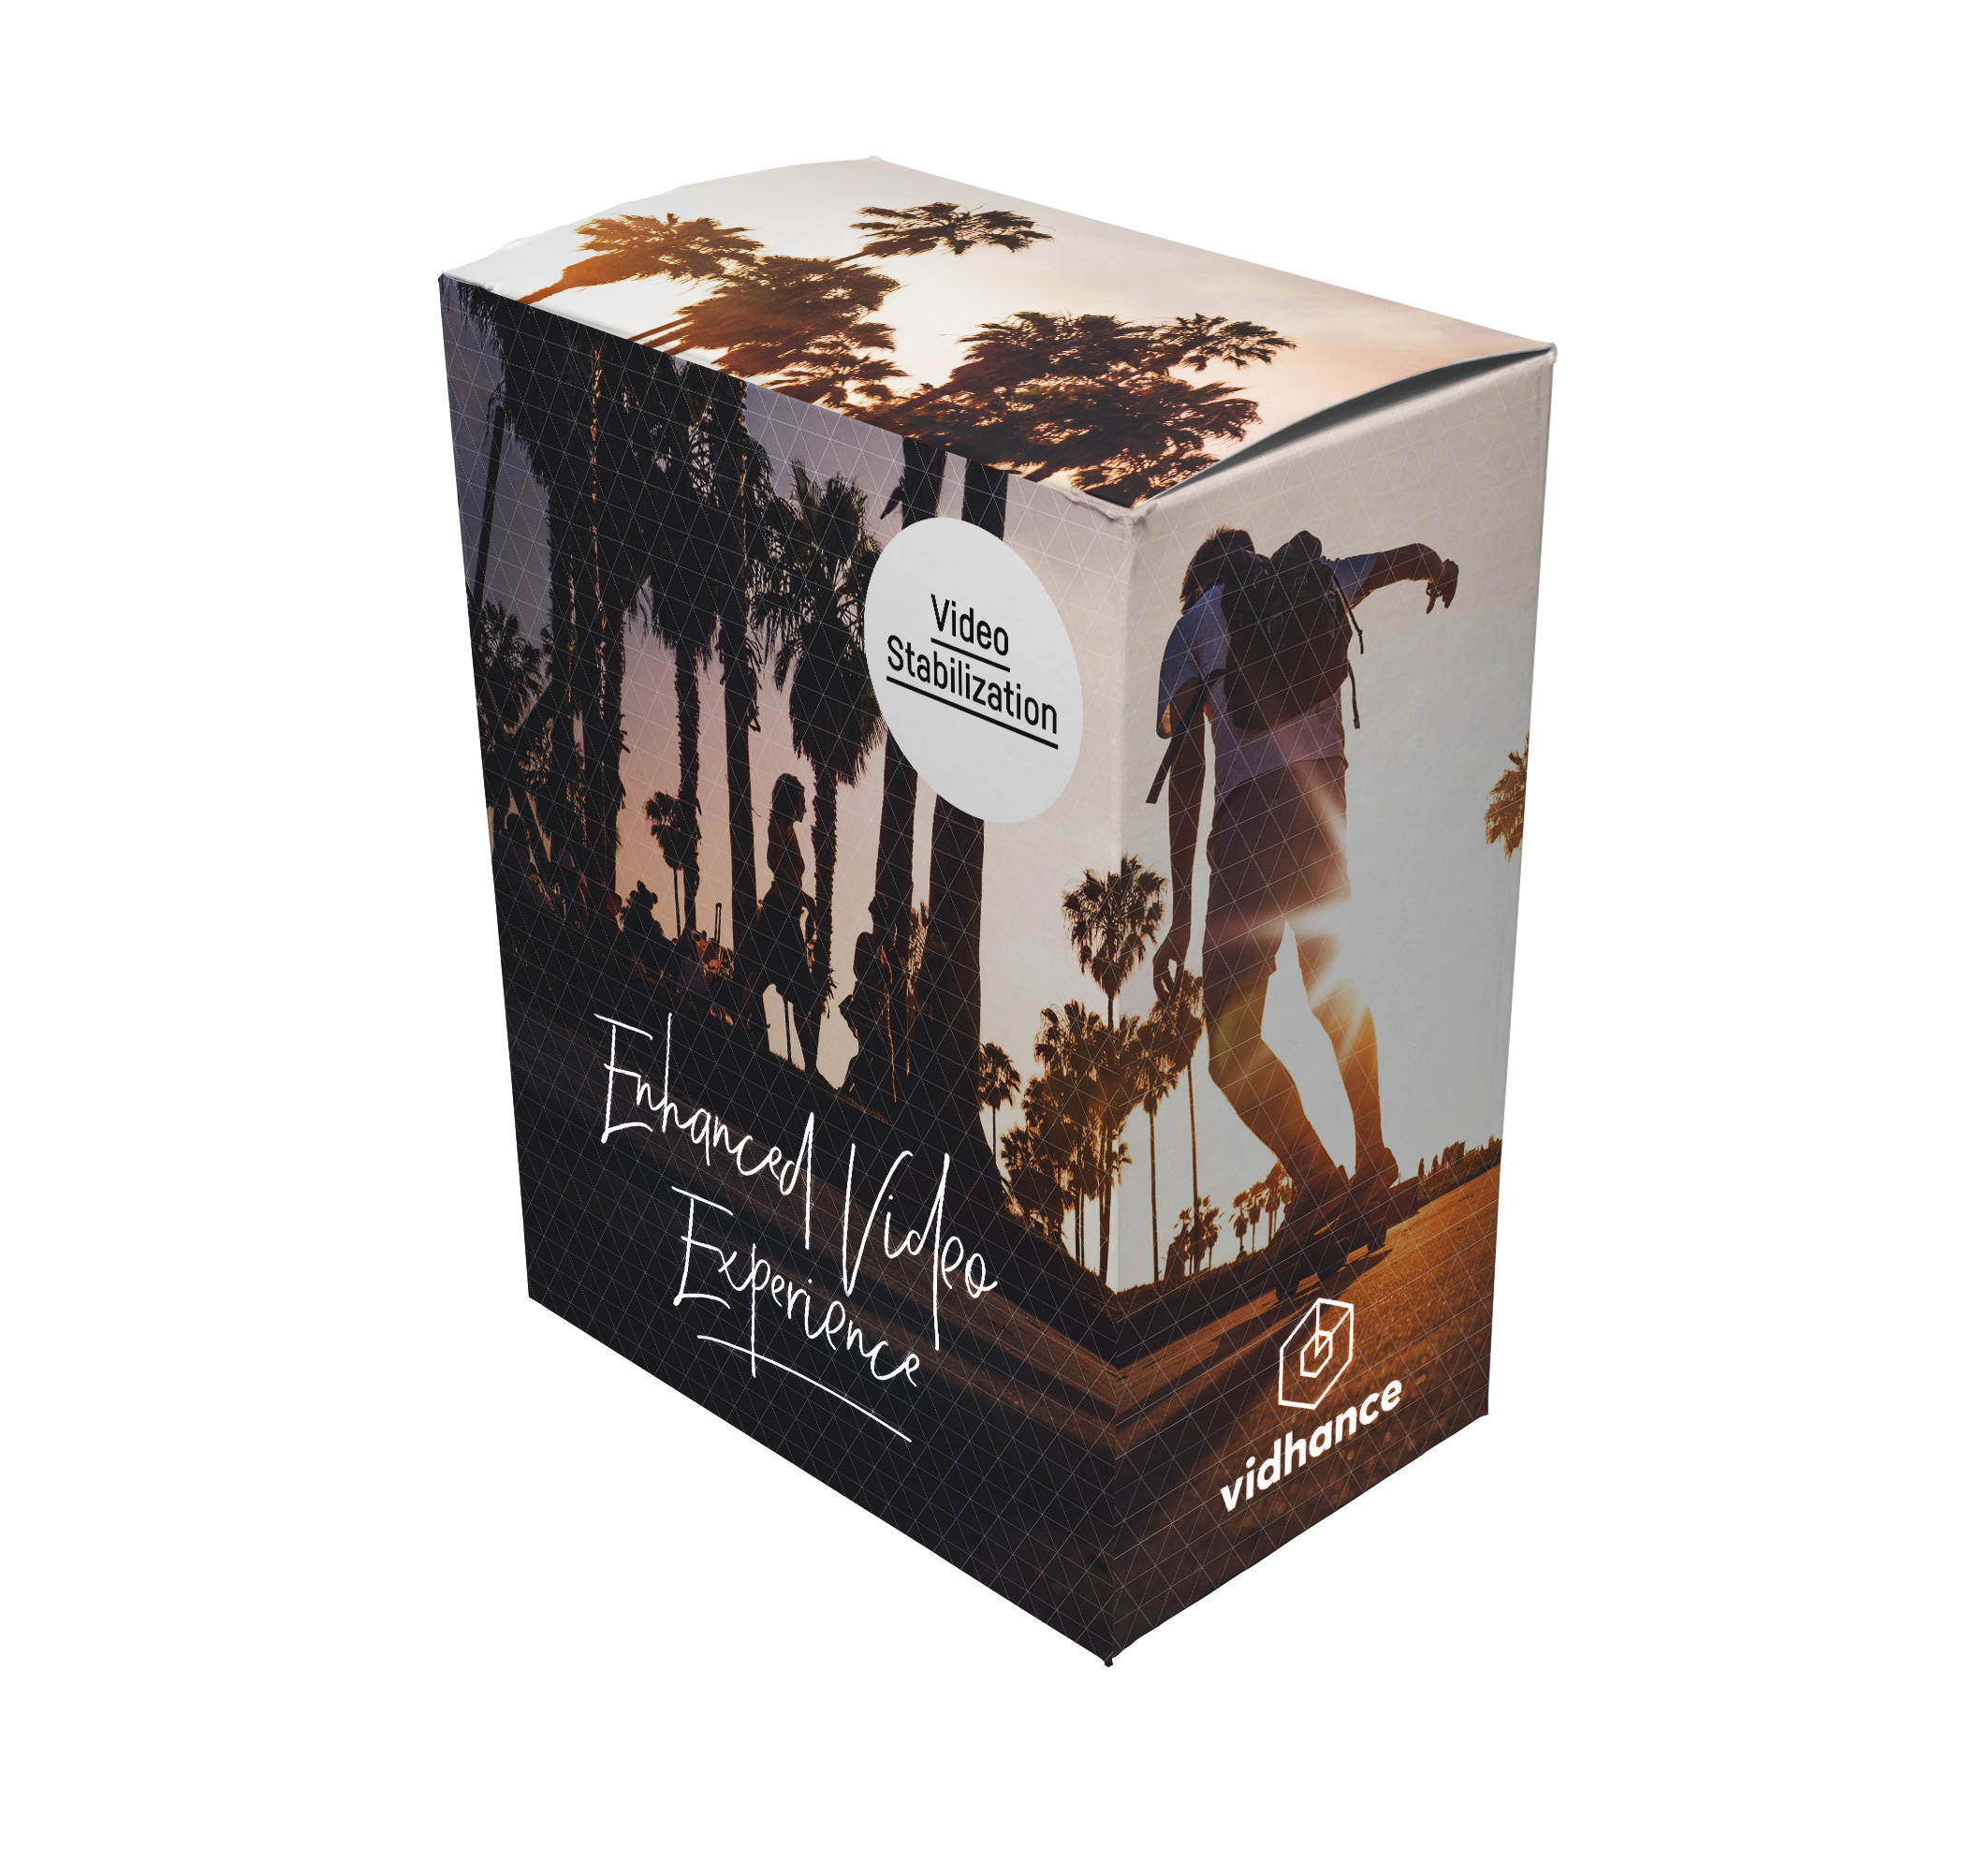 Video
Stabilization
Enhanced Video
Experience
vidhance